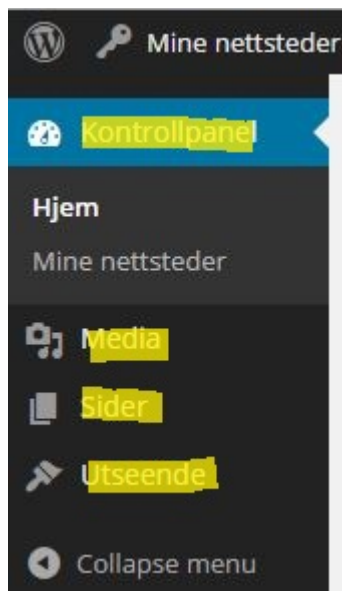 Mine nettsteder
Kontrollpanel
Hjem
Mine nettsteder
Media
Sider
Utseende
Collapse menu